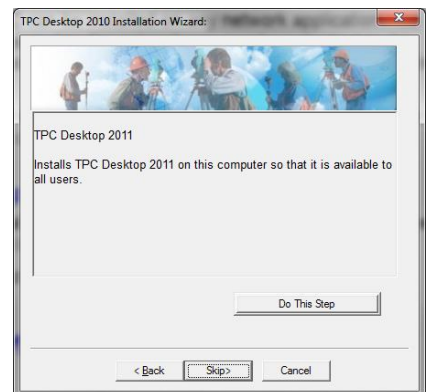 TPC Desktop 2010 Installation Wizard:
TPC Desktop 2011
Installs TPC Desktop 2011 on this computer so that it is available to
all users.
Do This Step
< Back
Skip>
Cancel